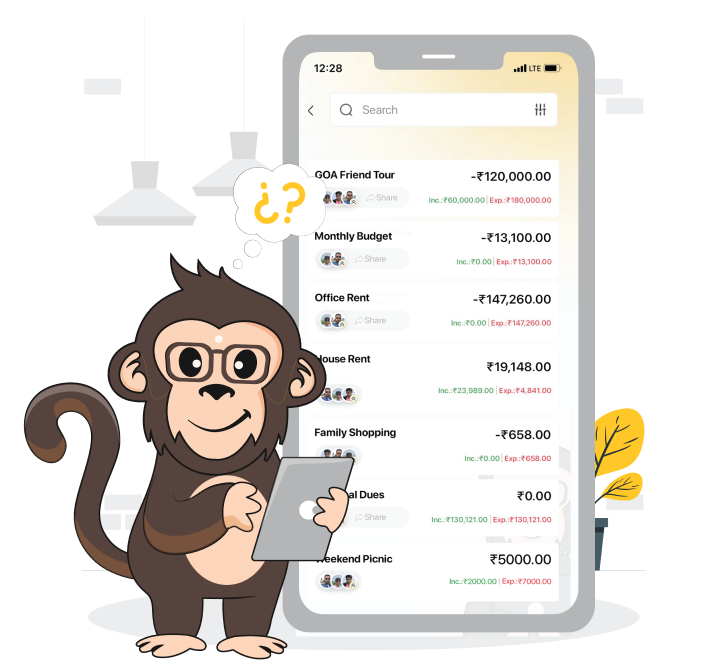 12:28
LTE
Search
¿?
GOA Friend Tour -₹120,000.00
Share Inc.:₹60,000.00 | Exp.:₹180,000.00
Monthly Budget -₹13,100.00
Share Inc.:₹0.00 | Exp.:₹13,100.00
Office Rent -₹147,260.00
Share Inc.:₹0.00 | Exp.:₹147,260.00
ouse Rent ₹19,148.00
Inc.:₹23,989.00 | Exp.:₹4,841.00
Family Shopping -₹658.00
Inc.:₹0.00 | Exp.:₹658.00
al Dues ₹0.00
Share Inc.:₹130,121.00 | Exp.:₹130,121.00
eekend Picnic ₹5000.00
Inc.:₹2000.00 | Exp.:₹7000.00